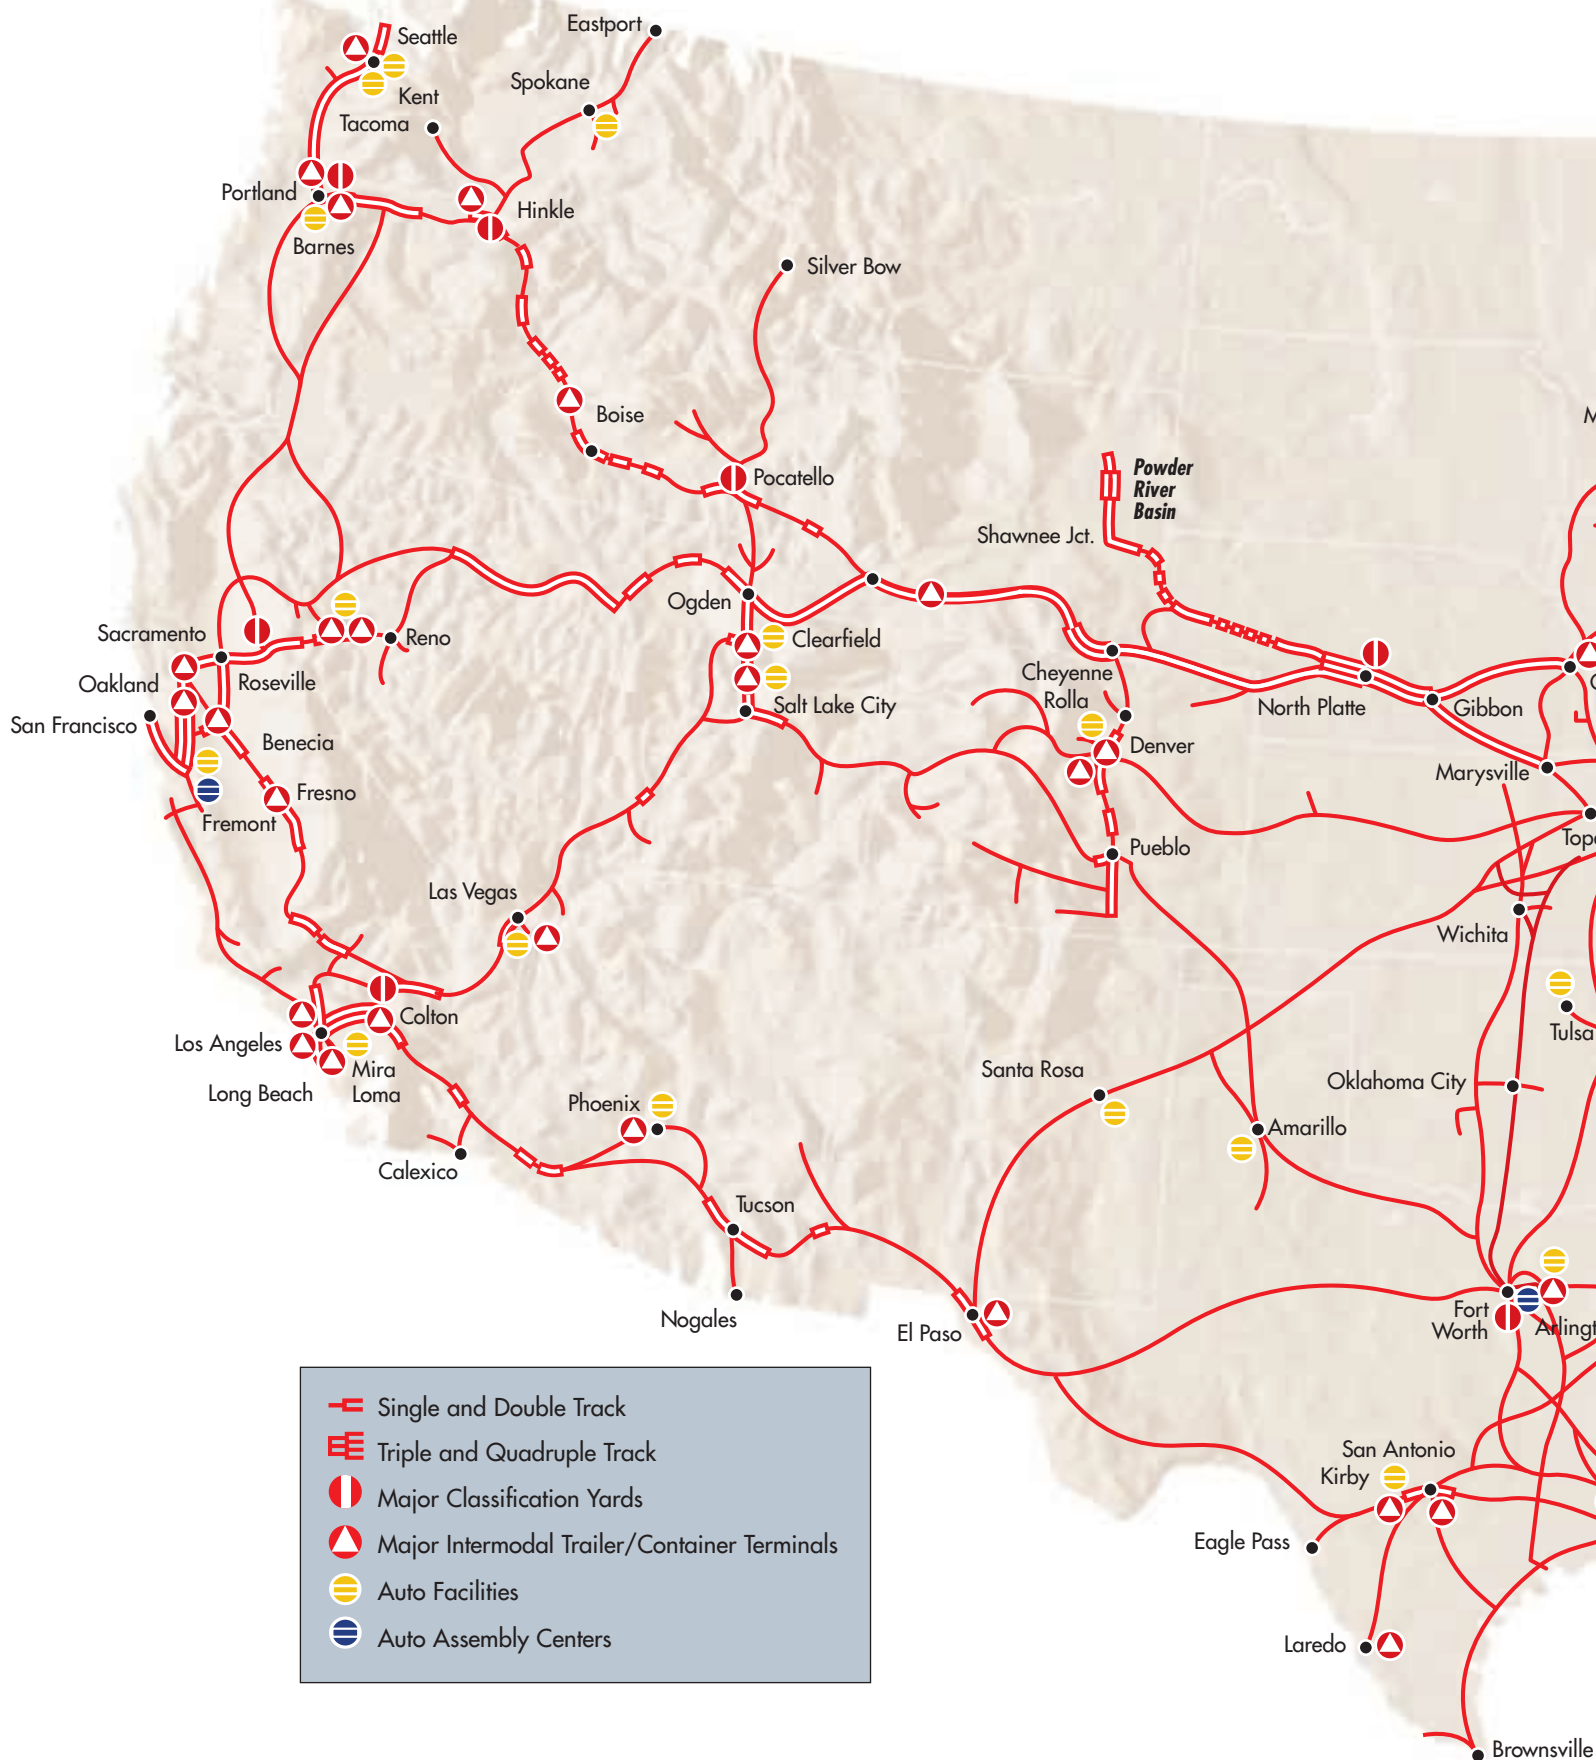 Seattle
Eastport
Spokane
Kent
Tacoma
Portland
Hinkle
Barnes
Silver Bow
Boise
Pocatello
Powder
River
Basin
Shawnee Jct.
Ogden
Sacramento
Reno
Clearfield
Cheyenne
Rolla
Oakland
Roseville
San Francisco
Salt Lake City
North Platte
Gibbon
Benecia
Denver
Marysville
Fresno
Fremont
Pueblo
Las Vegas
Wichita
Colton
Los Angeles
Mira
Loma
Long Beach
Tulsa
Santa Rosa
Oklahoma City
Phoenix
Amarillo
Calexico
Tucson
Nogales
El Paso
Fort
Worth
Arlingt
San Antonio
Kirby
Eagle Pass
Laredo
Brownsville
Single and Double Track
Triple and Quadruple Track
Major Classification Yards
Major Intermodal Trailer/Container Terminals
Auto Facilities
Auto Assembly Centers